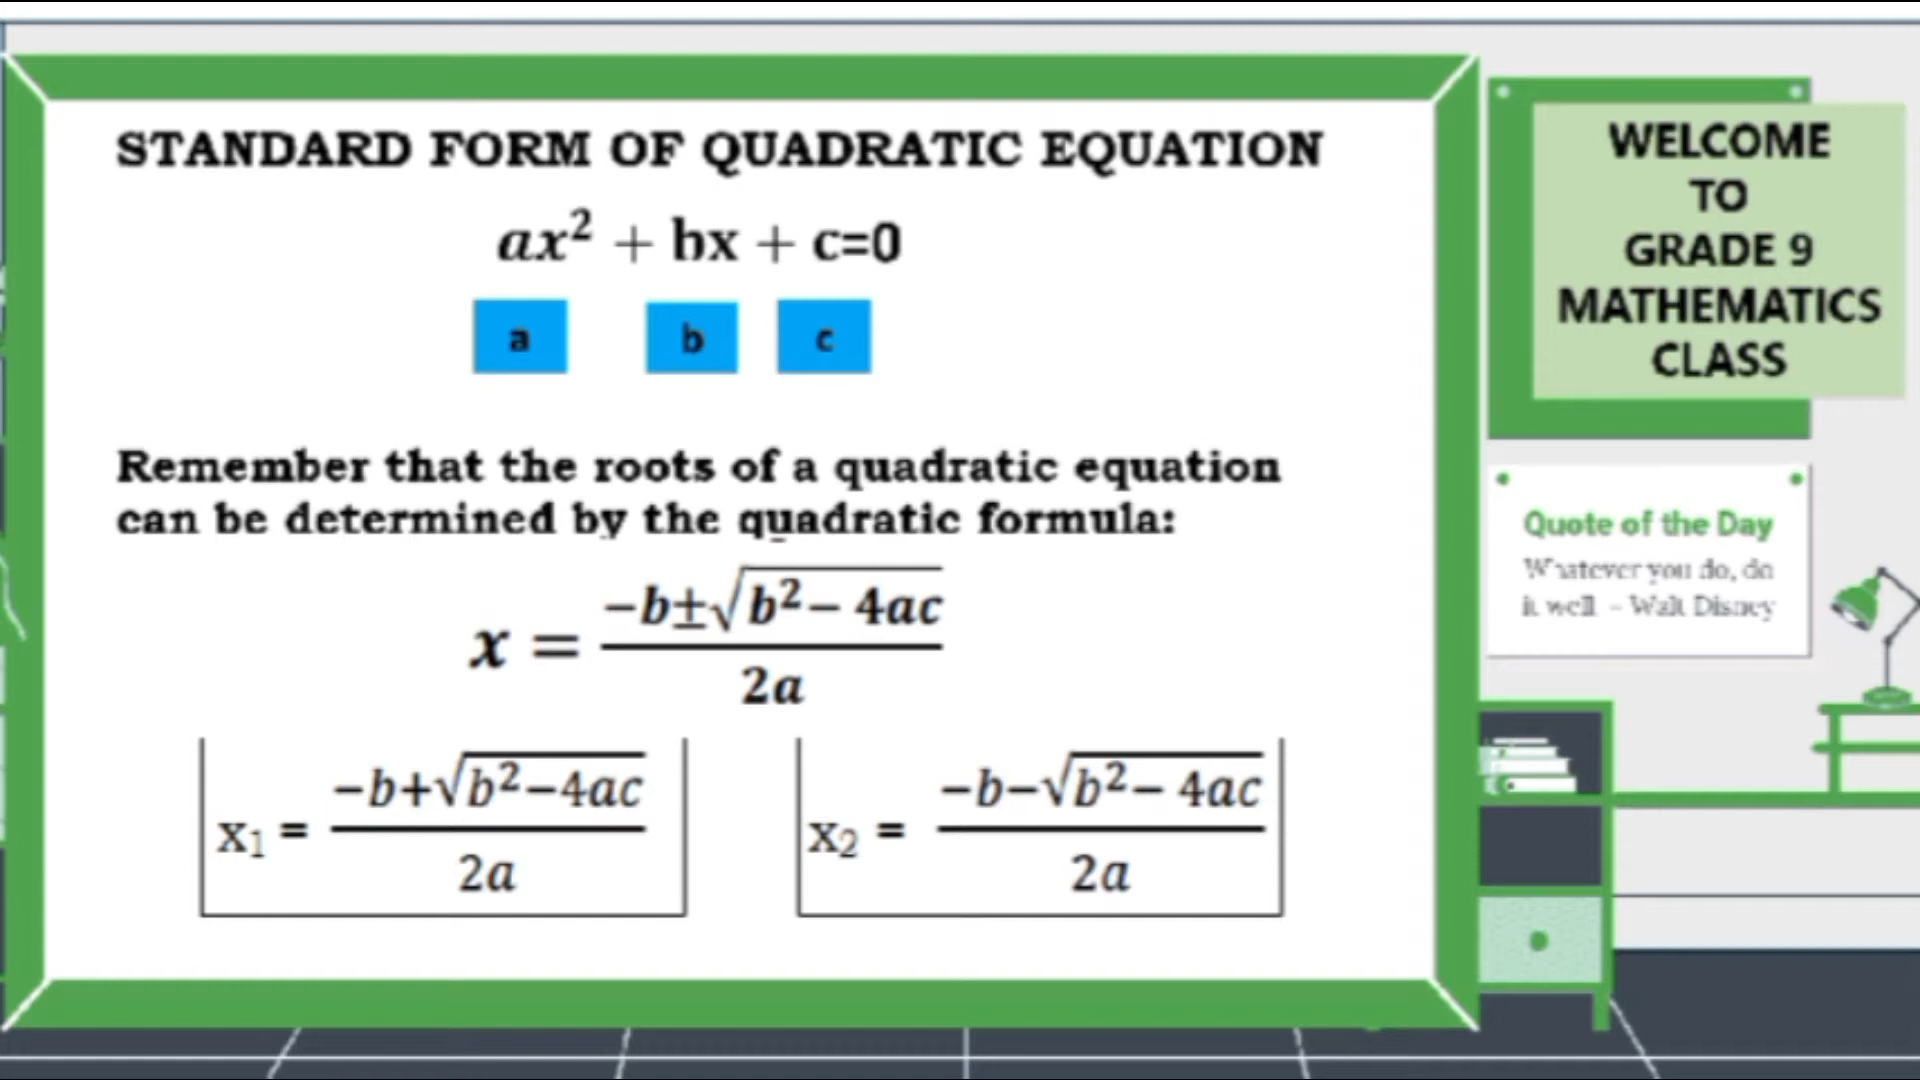 STANDARD FORM OF QUADRATIC EQUATION
ax² + bx + c=0
a b c
Remember that the roots of a quadratic equation
can be determined by the quadratic formula:
x = (−b±√(b²− 4ac))/(2a)
x₁ = (−b+√(b²−4ac))/(2a)
x₂ = (−b−√(b²− 4ac))/(2a)
WELCOME
TO
GRADE 9
MATHEMATICS
CLASS
Quote of the Day
Whatever you do, do
it well. – Walt Disney